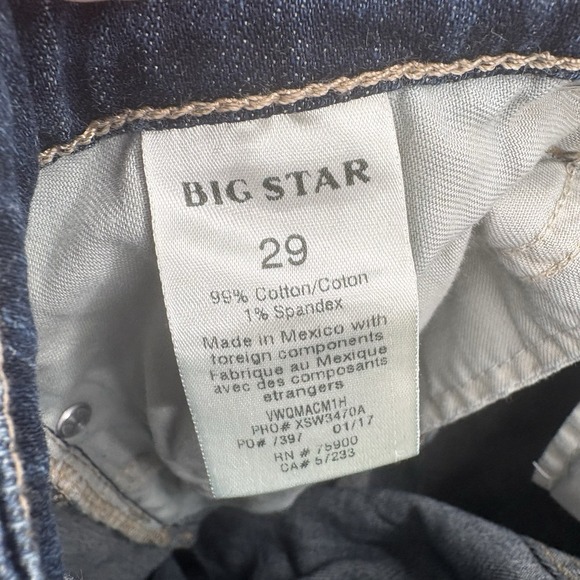 BIG STAR
29
99% Cotton/Coton
1% Spandex
Made in Mexico with
foreign components
Fabrique au Mexique
avec des composants
etrangers
VWQMACM1H
PRO# XSW3470A
PO# 7397 01/17
RN # 75900
CA# 57233